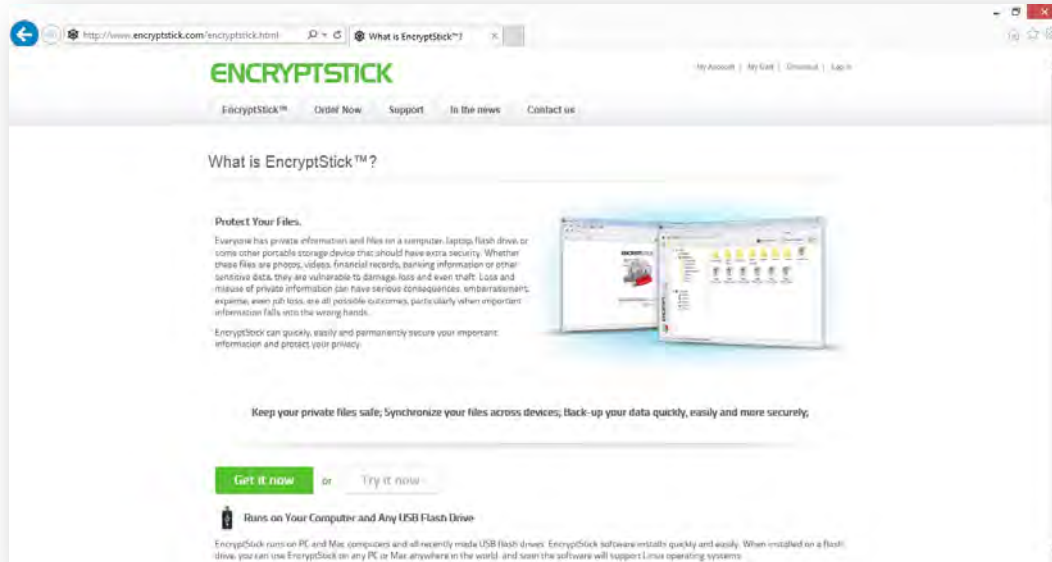 http://www.encryptstick.com/encryptstick.html
What is EncryptStick™?
ENCRYPTSTICK
My Account | My Cart | Checkout | Log In
EncryptStick™ Order Now Support In the news Contact us
What is EncryptStick™?
Protect Your Files.
Everyone has private information and files on a computer, laptop, flash drive, or
some other portable storage device that should have extra security. Whether
these files are photos, videos, financial records, banking information or other
sensitive data, they are vulnerable to damage, loss and even theft. Loss and
misuse of private information can have serious consequences, embarrassment,
expense, even job loss, are all possible outcomes, particularly when important
information falls into the wrong hands.
EncryptStick can quickly, easily and permanently secure your important
information and protect your privacy.
Keep your private files safe; Synchronize your files across devices; Back-up your data quickly, easily and more securely;
Get it now or Try it now
Runs on Your Computer and Any USB Flash Drive
EncryptStick runs on PC and Mac computers and all recently made USB flash drives. EncryptStick software installs quickly and easily. When installed on a flash
drive, you can use EncryptStick on any PC or Mac anywhere in the world and soon the software will support Linux operating systems.